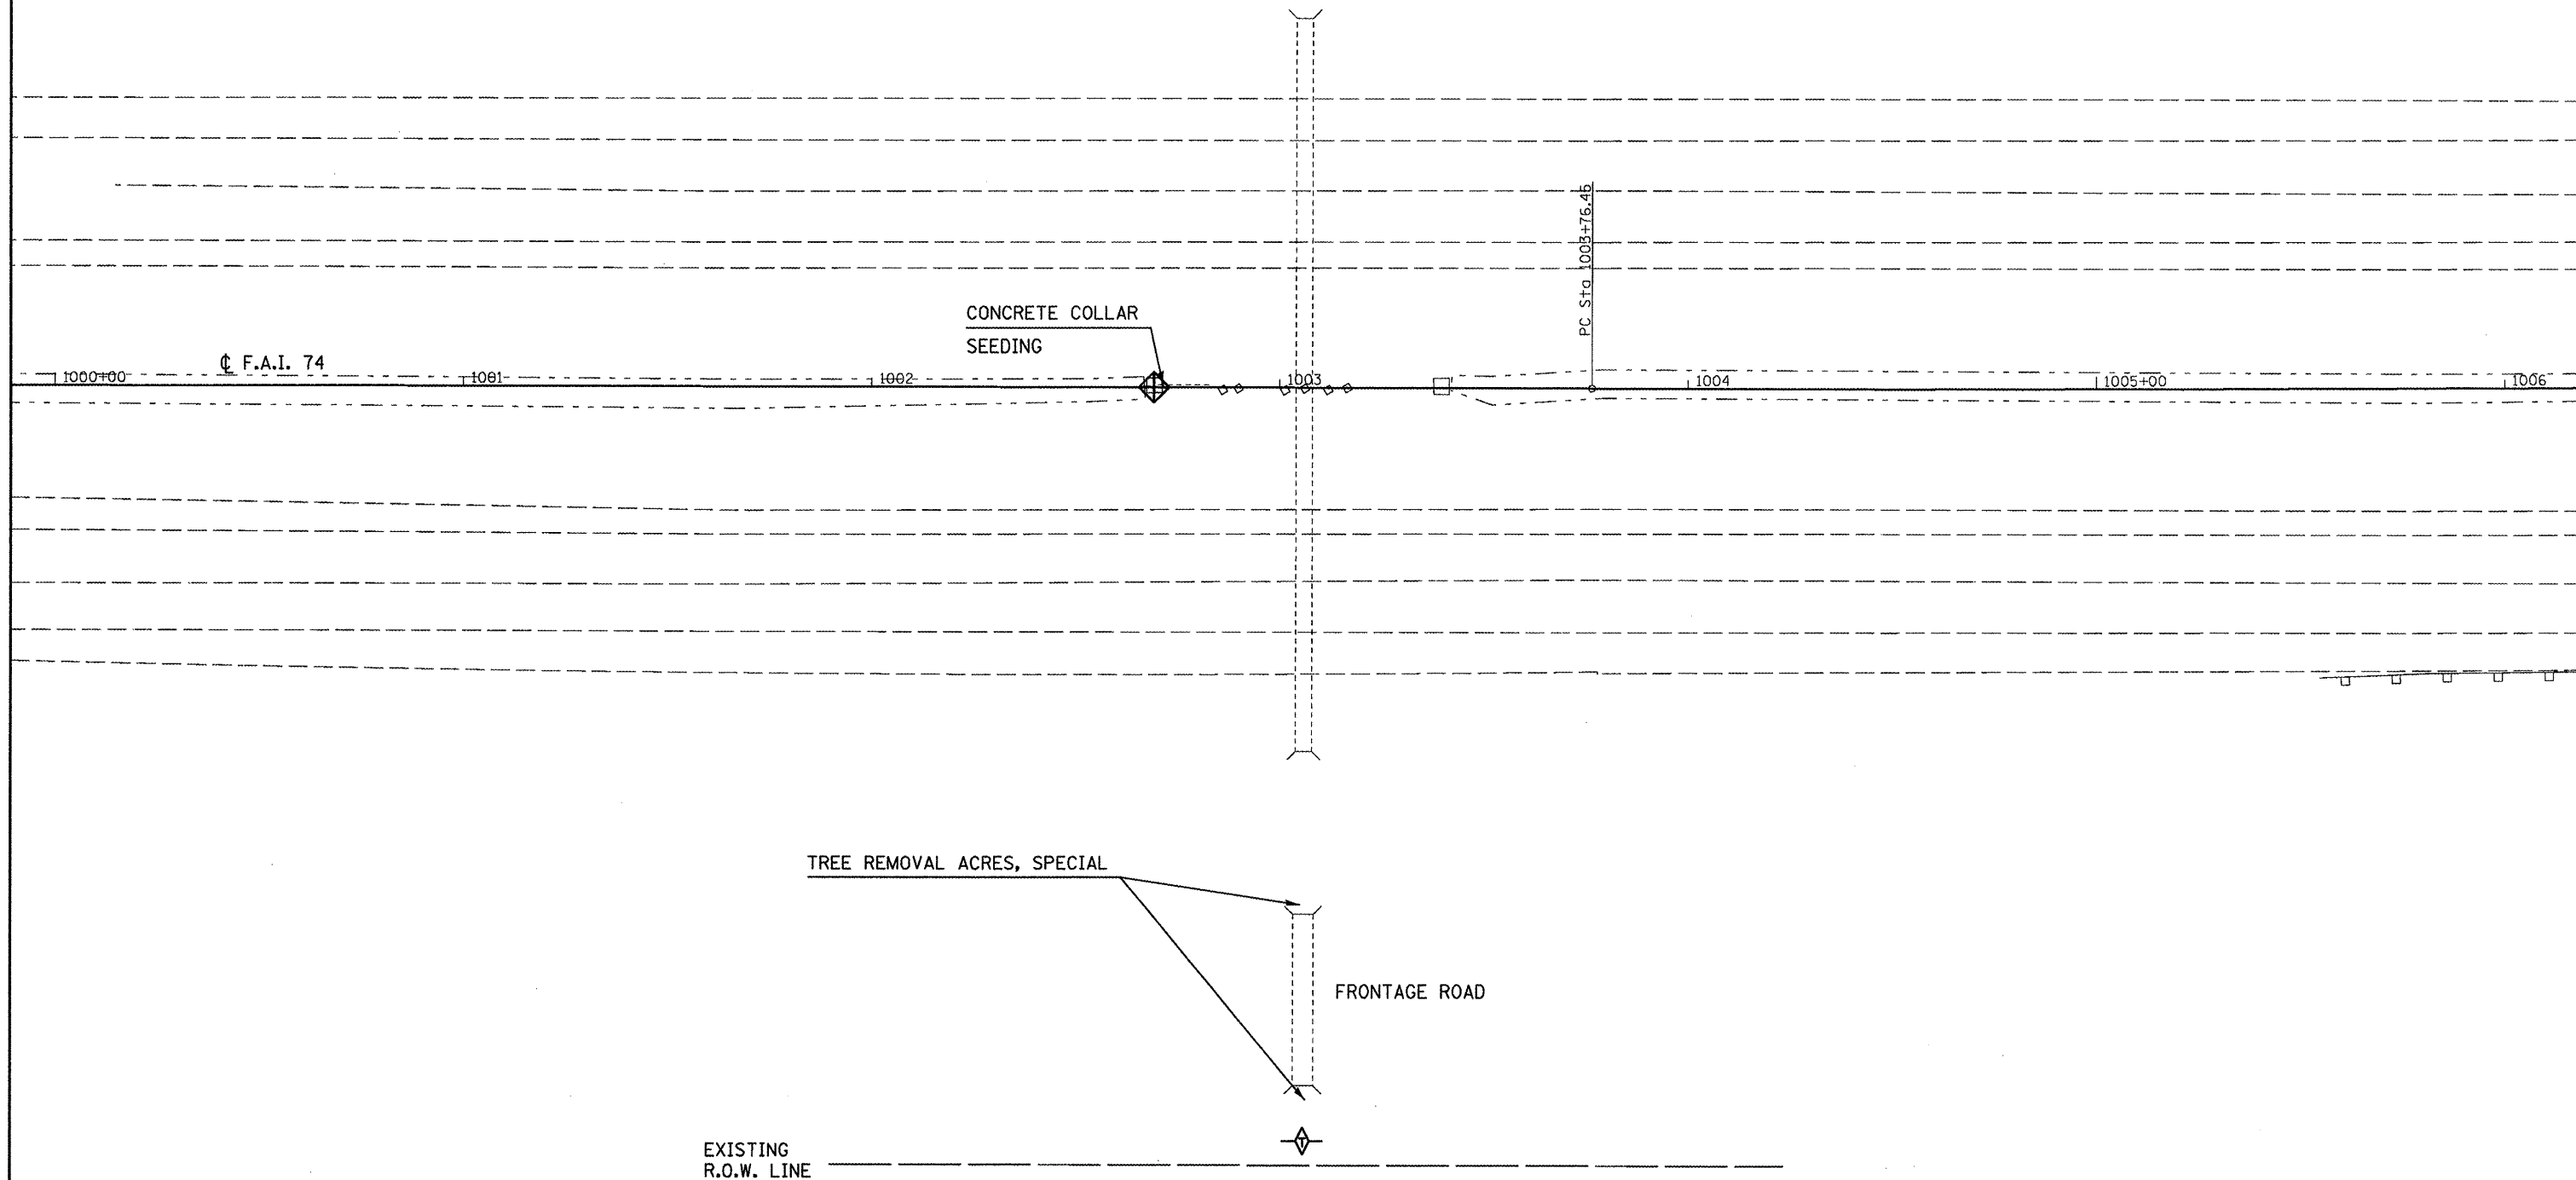 PC Sta 1003+76.45
CONCRETE COLLAR
SEEDING
℄ F.A.I. 74
1000+00
1001
1002
1003
1004
1005+00
1006
TREE REMOVAL ACRES, SPECIAL
FRONTAGE ROAD
T
EXISTING
R.O.W. LINE